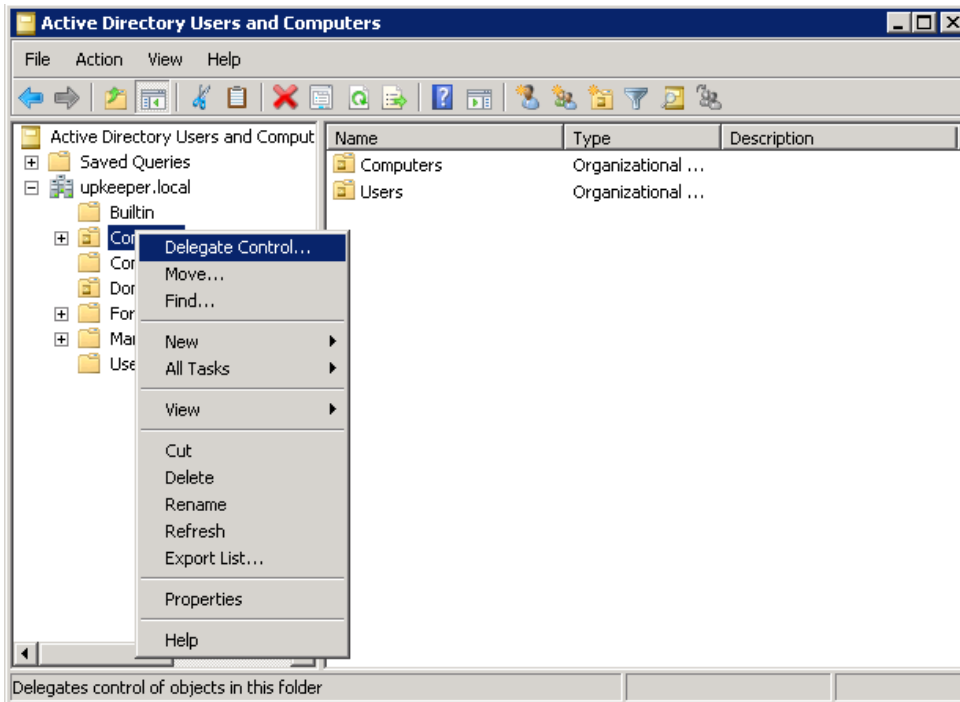 Active Directory Users and Computers
File Action View Help
Active Directory Users and Comput
Name Type Description
Saved Queries
upkeeper.local
Builtin
Computers Organizational ...
Users Organizational ...
Delegate Control...
Move...
Find...
New
All Tasks
View
Cut
Delete
Rename
Refresh
Export List...
Properties
Help
Delegates control of objects in this folder